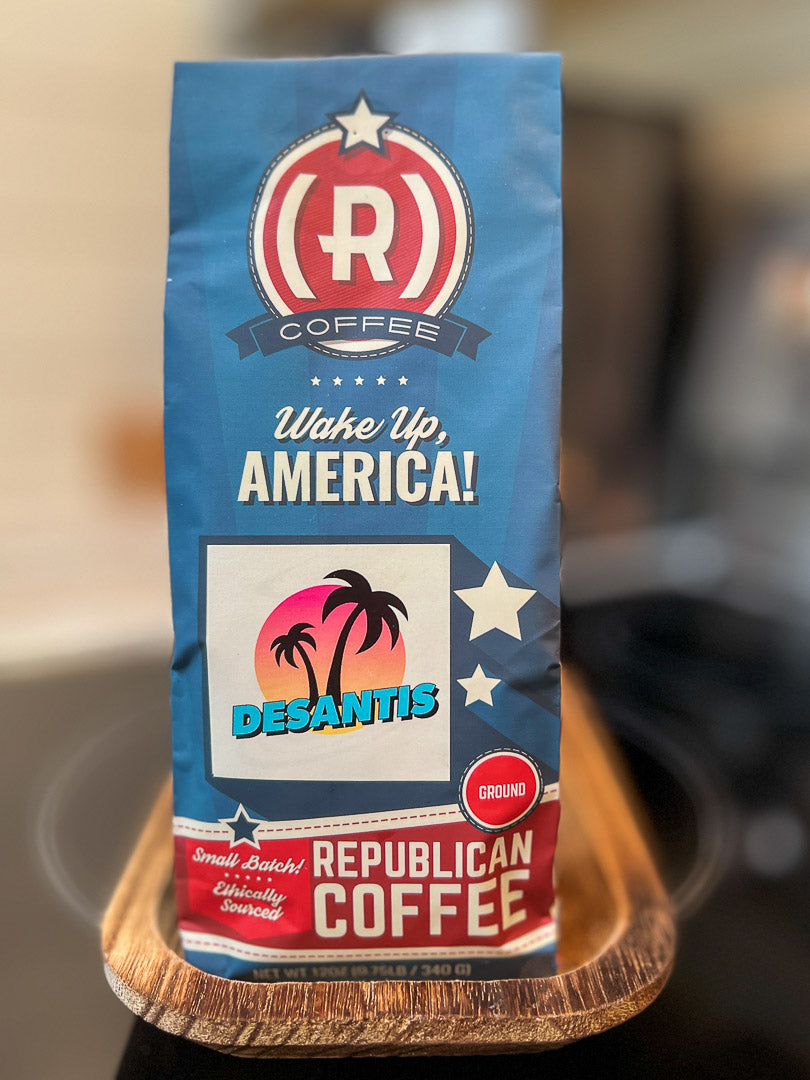 (R)
COFFEE
Wake Up,
AMERICA!
DESANTIS
GROUND
Small Batch!
Ethically
Sourced
REPUBLICAN
COFFEE
NET WT 12OZ (0.75LB / 340 G)